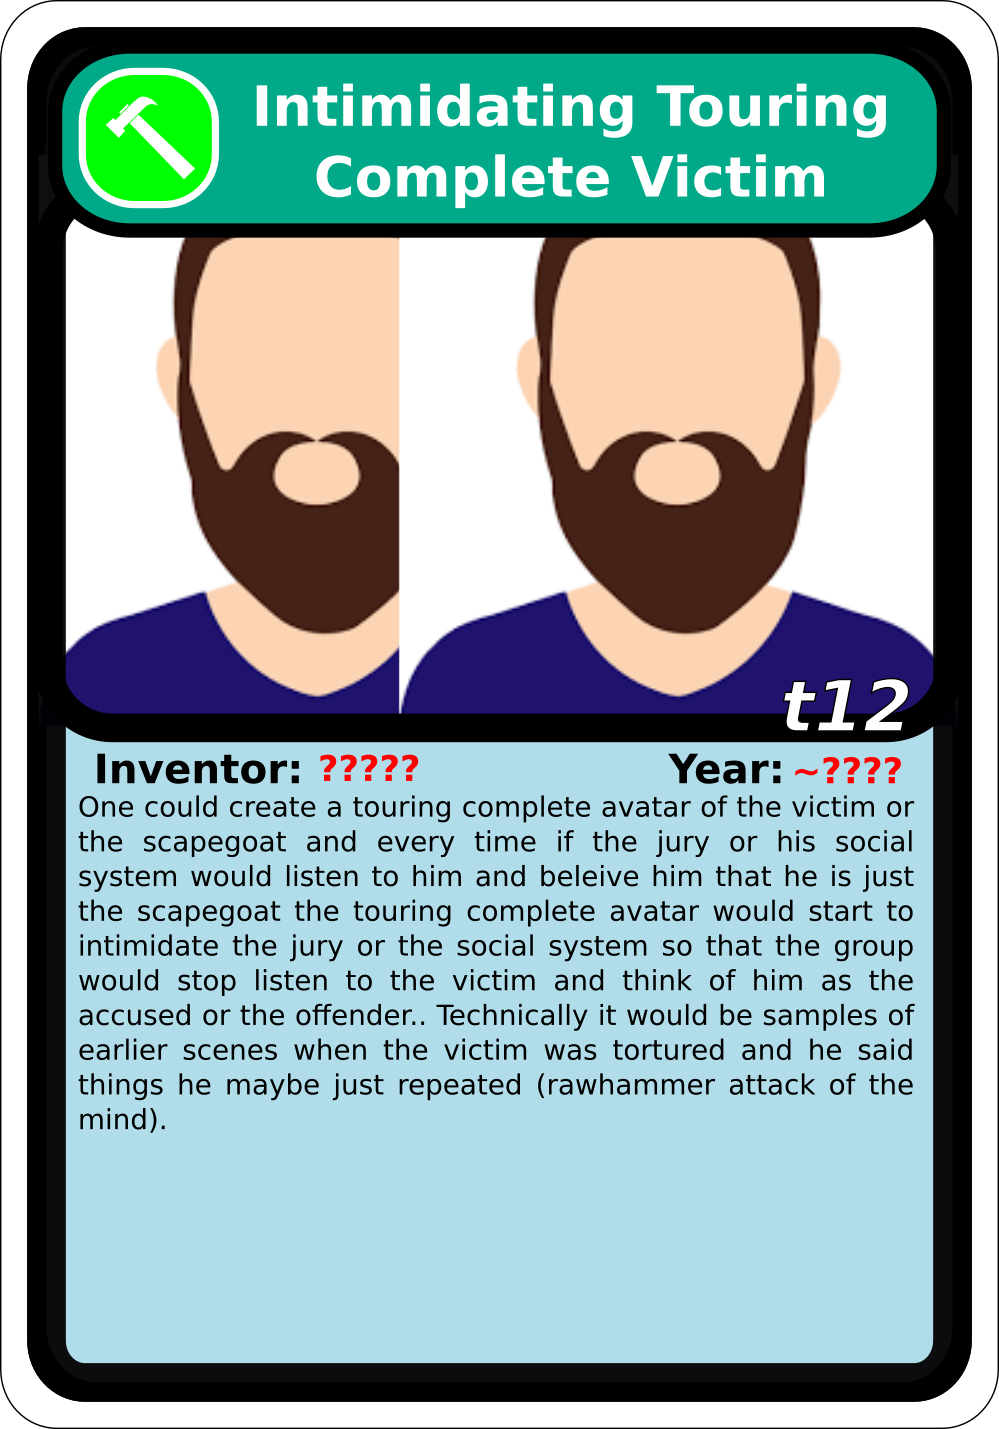 Intimidating Touring
Complete Victim
t12
Inventor: ?????
Year: ~????
One could create a touring complete avatar of the victim or
the scapegoat and every time if the jury or his social
system would listen to him and beleive him that he is just
the scapegoat the touring complete avatar would start to
intimidate the jury or the social system so that the group
would stop listen to the victim and think of him as the
accused or the offender.. Technically it would be samples of
earlier scenes when the victim was tortured and he said
things he maybe just repeated (rawhammer attack of the
mind).